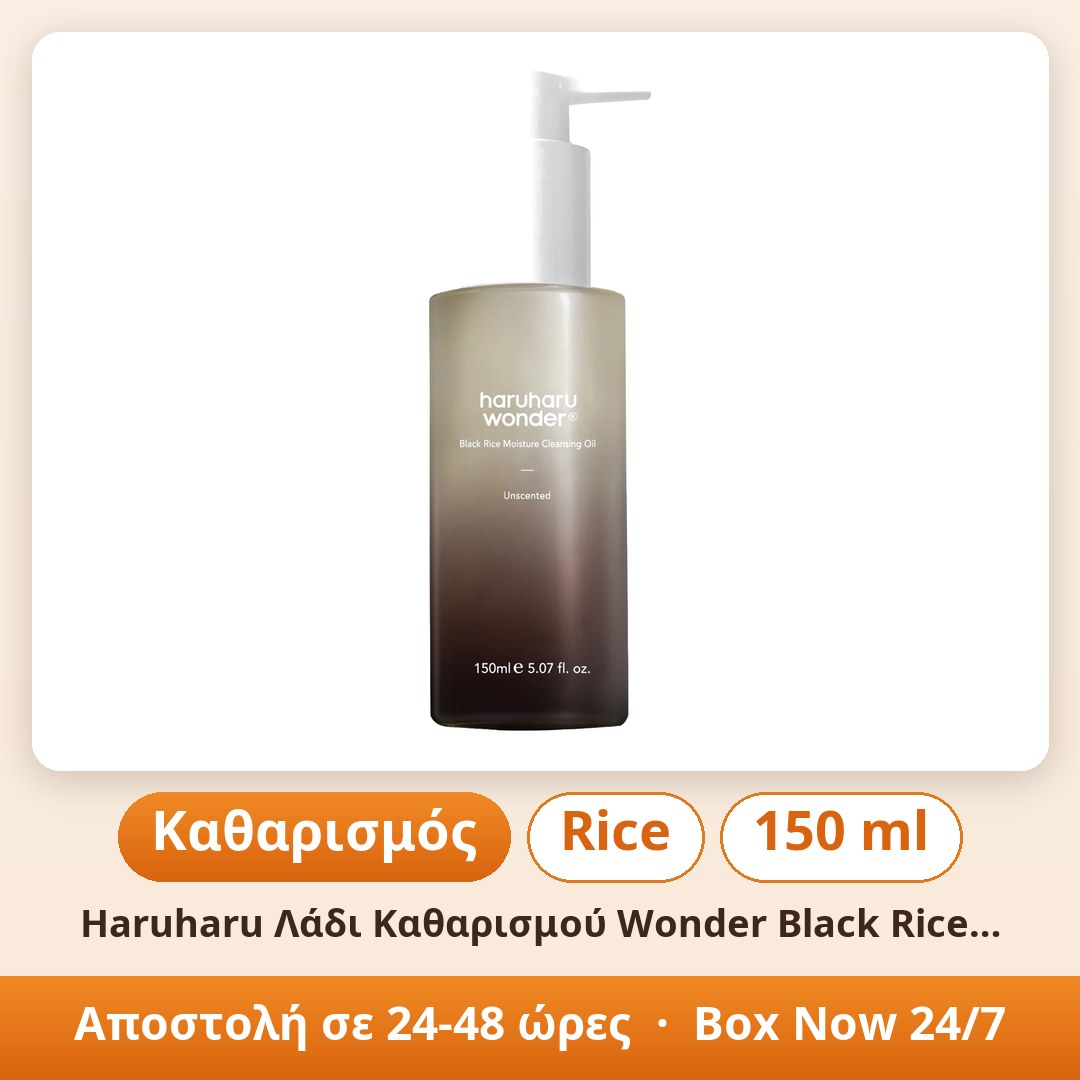 haruharu
wonder®
Black Rice Moisture Cleansing Oil
—
Unscented
150ml ℮ 5.07 fl. oz.
Καθαρισμός
Rice
150 ml
Haruharu Λάδι Καθαρισμού Wonder Black Rice...
Αποστολή σε 24-48 ώρες · Box Now 24/7